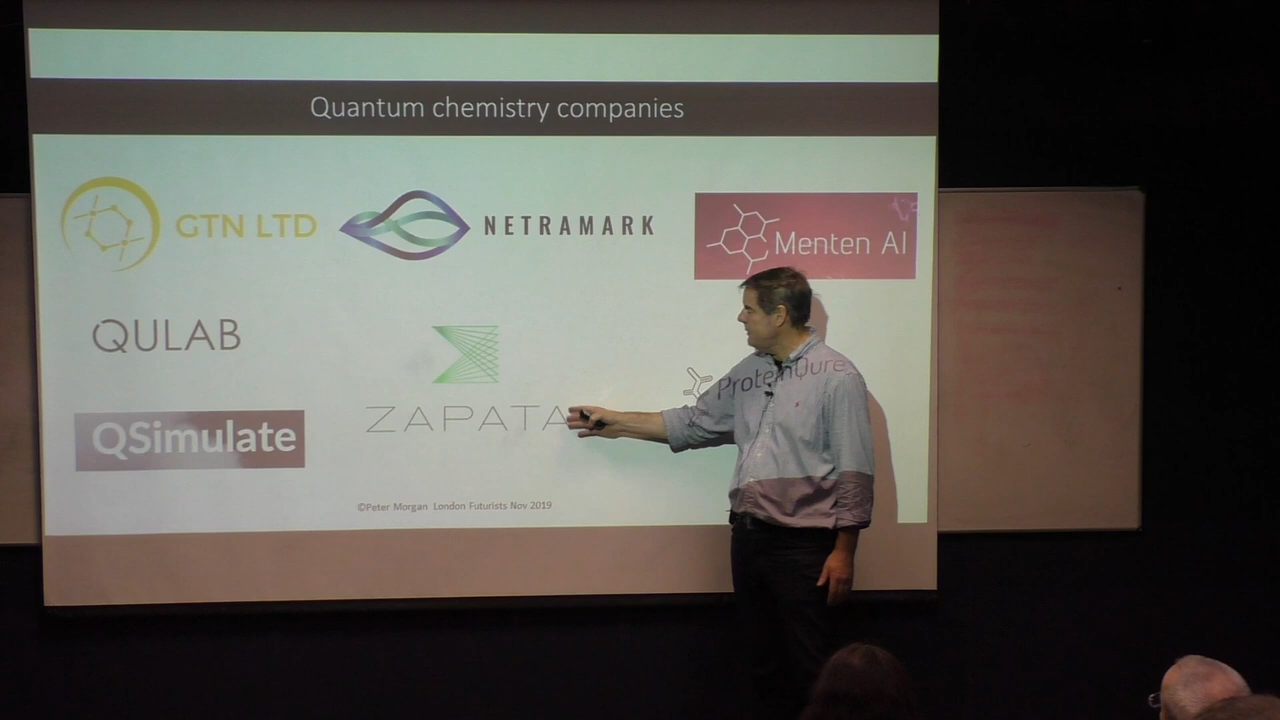 Quantum chemistry companies
GTN LTD
NETRAMARK
Menten AI
QULAB
ZAPATA
ProteinQure
QSimulate
©Peter Morgan London Futurists Nov 2019